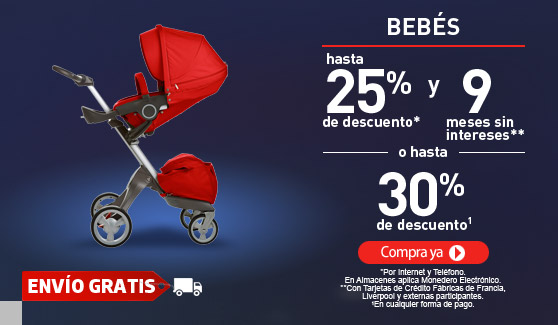 BEBÉS
hasta
25% y 9
de descuento*
meses sin
intereses**
o hasta
30%
de descuento¹
Compra ya
*Por Internet y Teléfono.
En Almacenes aplica Monedero Electrónico.
**Con Tarjetas de Crédito Fábricas de Francia,
Liverpool y externas participantes.
¹En cualquier forma de pago.
ENVÍO GRATIS